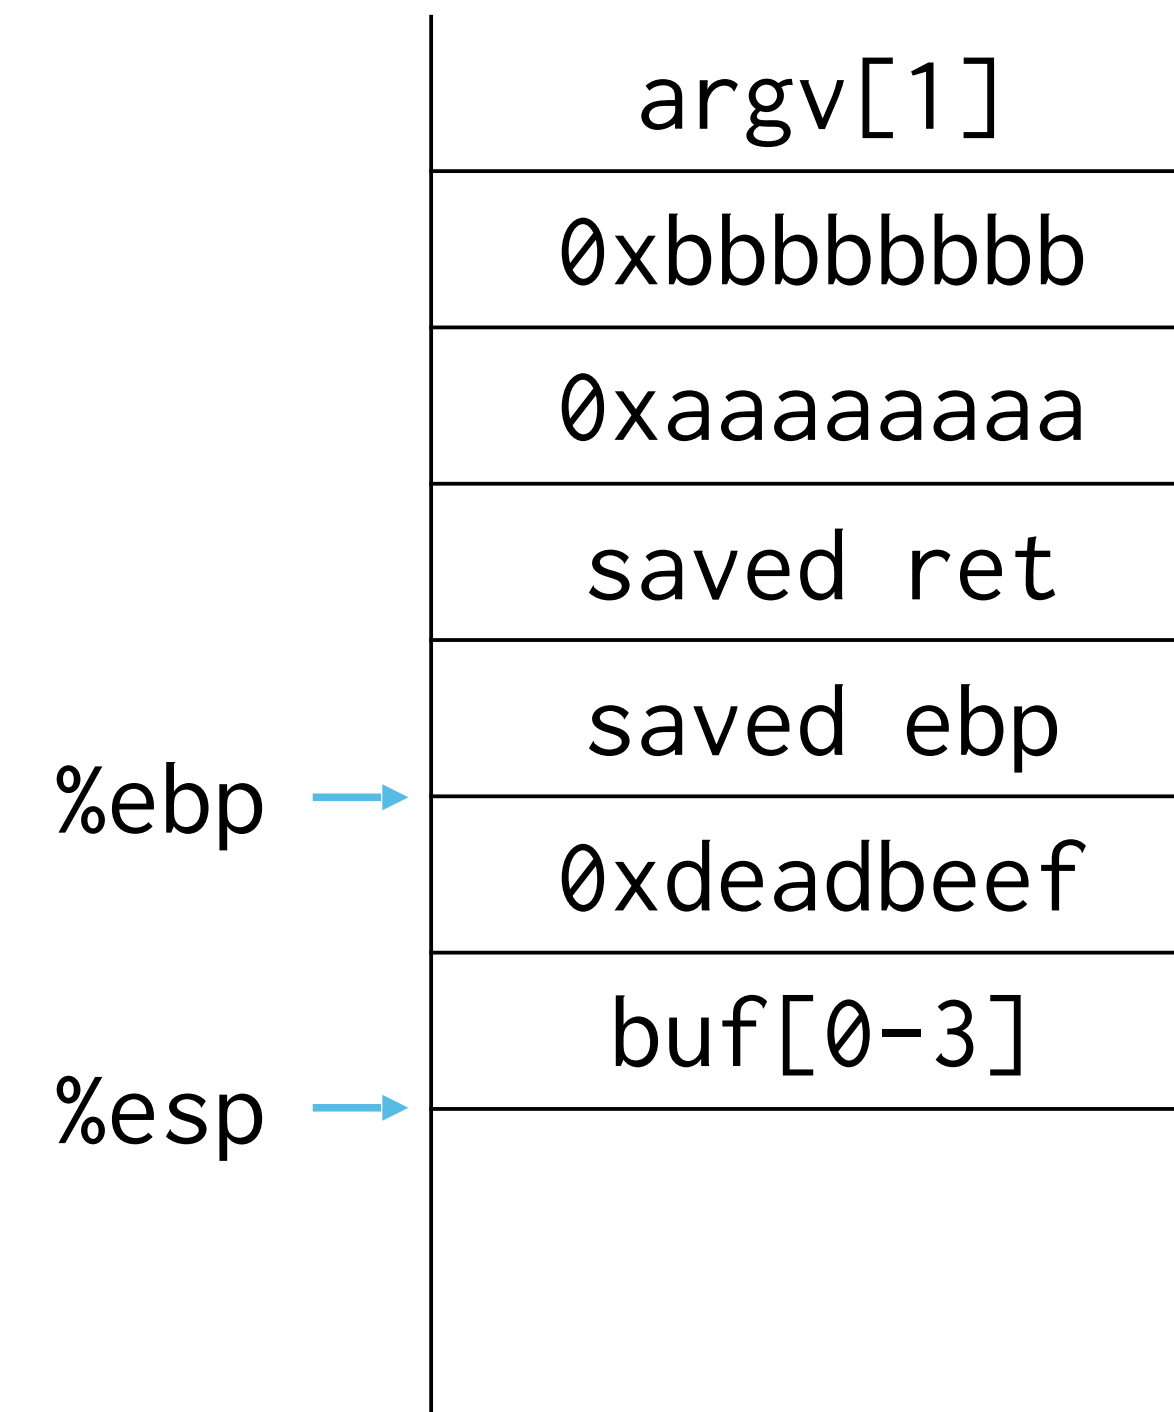 argv[1]
0xbbbbbbbb
0xaaaaaaaa
saved ret
saved ebp
%ebp
0xdeadbeef
buf[0-3]
%esp